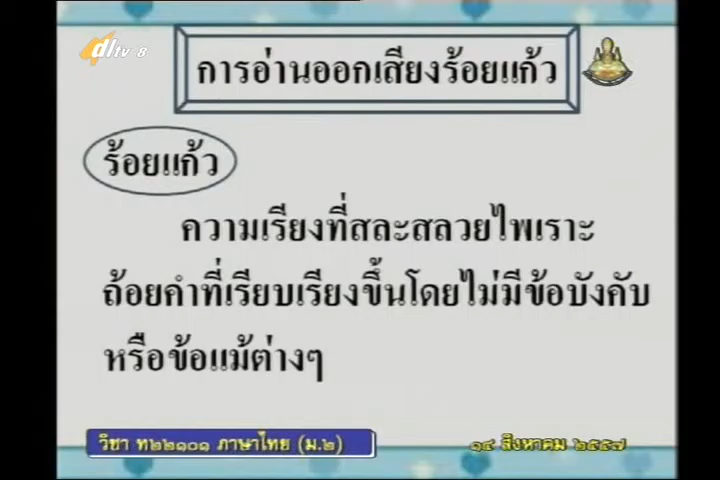 dltv 8
การอ่านออกเสียงร้อยแก้ว
ร้อยแก้ว
ความเรียงที่สละสลวยไพเราะ
ถ้อยคำที่เรียบเรียงขึ้นโดยไม่มีข้อบังคับ
หรือข้อแม้ต่างๆ
วิชา ท๒๒๑๐๑ ภาษาไทย (ม.๒)
๑๔ สิงหาคม ๒๕๕๗